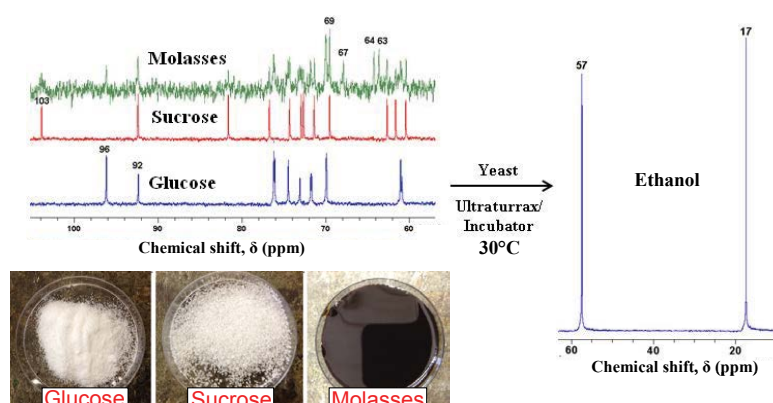 69
Molasses
64 63
67
103
Sucrose
96
92
Glucose
100 90 80 70 60
Chemical shift, δ (ppm)
Yeast
Ultraturrax/
Incubator
30°C
17
57
Ethanol
60 40 20
Chemical shift, δ (ppm)
Glucose
Sucrose
Molasses